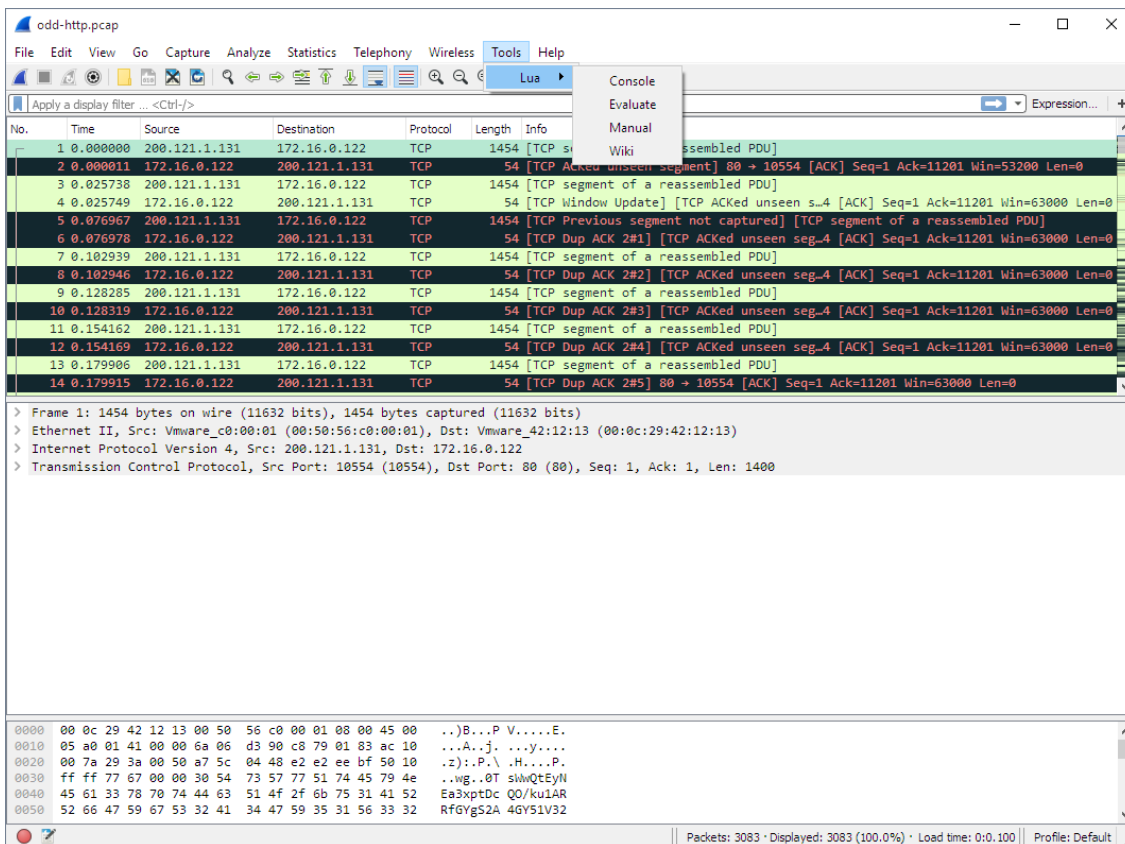 odd-http.pcap
File Edit View Go Capture Analyze Statistics Telephony Wireless Tools Help
Lua
Console
Evaluate
Manual
Wiki
Apply a display filter ... <Ctrl-/> Expression... +
No. Time Source Destination Protocol Length Info
1 0.000000 200.121.1.131 172.16.0.122 TCP 1454 [TCP se assembled PDU]
2 0.000011 172.16.0.122 200.121.1.131 TCP 54 [TCP ACKed unseen segment] 80 → 10554 [ACK] Seq=1 Ack=11201 Win=53200 Len=0
3 0.025738 200.121.1.131 172.16.0.122 TCP 1454 [TCP segment of a reassembled PDU]
4 0.025749 172.16.0.122 200.121.1.131 TCP 54 [TCP Window Update] [TCP ACKed unseen s…4 [ACK] Seq=1 Ack=11201 Win=63000 Len=0
5 0.076967 200.121.1.131 172.16.0.122 TCP 1454 [TCP Previous segment not captured] [TCP segment of a reassembled PDU]
6 0.076978 172.16.0.122 200.121.1.131 TCP 54 [TCP Dup ACK 2#1] [TCP ACKed unseen seg…4 [ACK] Seq=1 Ack=11201 Win=63000 Len=0
7 0.102939 200.121.1.131 172.16.0.122 TCP 1454 [TCP segment of a reassembled PDU]
8 0.102946 172.16.0.122 200.121.1.131 TCP 54 [TCP Dup ACK 2#2] [TCP ACKed unseen seg…4 [ACK] Seq=1 Ack=11201 Win=63000 Len=0
9 0.128285 200.121.1.131 172.16.0.122 TCP 1454 [TCP segment of a reassembled PDU]
10 0.128319 172.16.0.122 200.121.1.131 TCP 54 [TCP Dup ACK 2#3] [TCP ACKed unseen seg…4 [ACK] Seq=1 Ack=11201 Win=63000 Len=0
11 0.154162 200.121.1.131 172.16.0.122 TCP 1454 [TCP segment of a reassembled PDU]
12 0.154169 172.16.0.122 200.121.1.131 TCP 54 [TCP Dup ACK 2#4] [TCP ACKed unseen seg…4 [ACK] Seq=1 Ack=11201 Win=63000 Len=0
13 0.179906 200.121.1.131 172.16.0.122 TCP 1454 [TCP segment of a reassembled PDU]
14 0.179915 172.16.0.122 200.121.1.131 TCP 54 [TCP Dup ACK 2#5] 80 → 10554 [ACK] Seq=1 Ack=11201 Win=63000 Len=0
> Frame 1: 1454 bytes on wire (11632 bits), 1454 bytes captured (11632 bits)
> Ethernet II, Src: Vmware_c0:00:01 (00:50:56:c0:00:01), Dst: Vmware_42:12:13 (00:0c:29:42:12:13)
> Internet Protocol Version 4, Src: 200.121.1.131, Dst: 172.16.0.122
> Transmission Control Protocol, Src Port: 10554 (10554), Dst Port: 80 (80), Seq: 1, Ack: 1, Len: 1400
0000 00 0c 29 42 12 13 00 50 56 c0 00 01 08 00 45 00 ..)B...P V.....E.
0010 05 a0 01 41 00 00 6a 06 d3 90 c8 79 01 83 ac 10 ...A..j. ...y....
0020 00 7a 29 3a 00 50 a7 5c 04 48 e2 e2 ee bf 50 10 .z):.P.\ .H....P.
0030 ff ff 77 67 00 00 30 54 73 57 77 51 74 45 79 4e ..wg..0T sWwQtEyN
0040 45 61 33 78 70 74 44 63 51 4f 2f 6b 75 31 41 52 Ea3xptDc QO/ku1AR
0050 52 66 47 59 67 53 32 41 34 47 59 35 31 56 33 32 RfGYgS2A 4GY51V32
Packets: 3083 · Displayed: 3083 (100.0%) · Load time: 0:0.100 Profile: Default